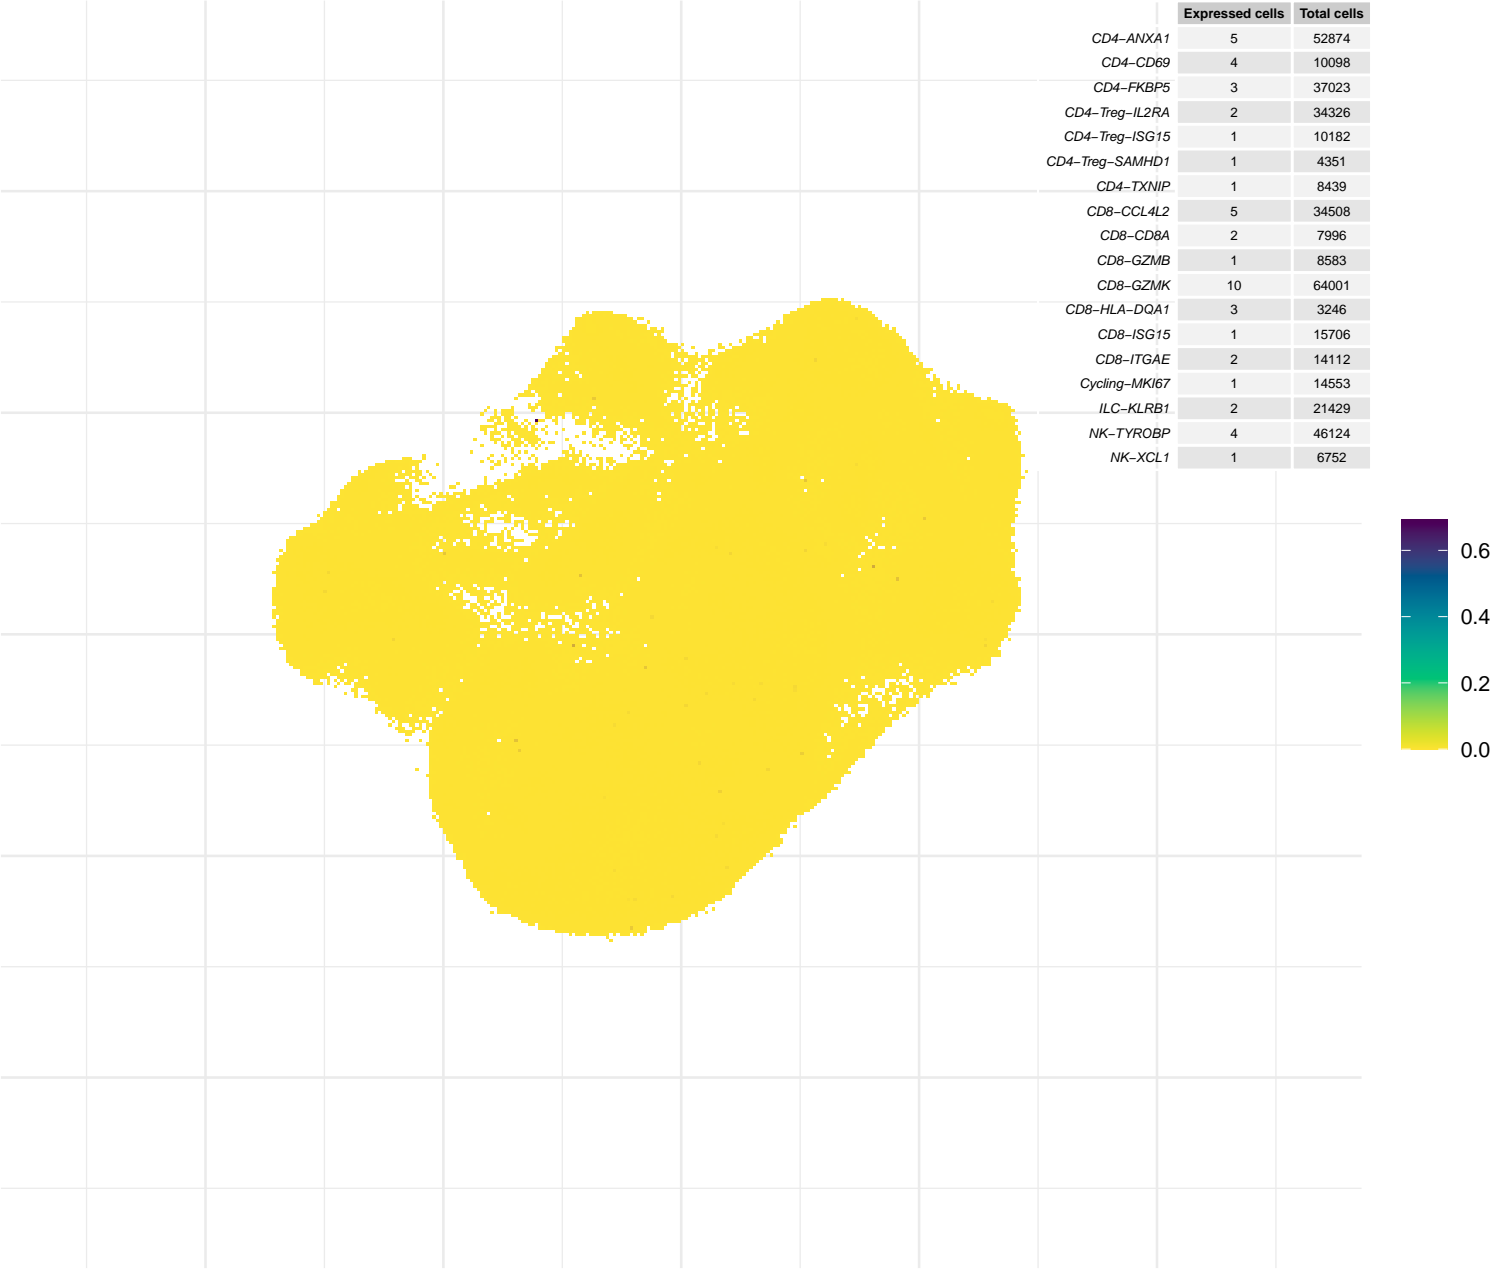 Expressed cells Total cells
CD4−ANXA1 5 52874
CD4−CD69 4 10098
CD4−FKBP5 3 37023
CD4−Treg−IL2RA 2 34326
CD4−Treg−ISG15 1 10182
CD4−Treg−SAMHD1 1 4351
CD4−TXNIP 1 8439
CD8−CCL4L2 5 34508
CD8−CD8A 2 7996
CD8−GZMB 1 8583
CD8−GZMK 10 64001
CD8−HLA−DQA1 3 3246
CD8−ISG15 1 15706
CD8−ITGAE 2 14112
Cycling−MKI67 1 14553
ILC−KLRB1 2 21429
NK−TYROBP 4 46124
NK−XCL1 1 6752
0.6
0.4
0.2
0.0